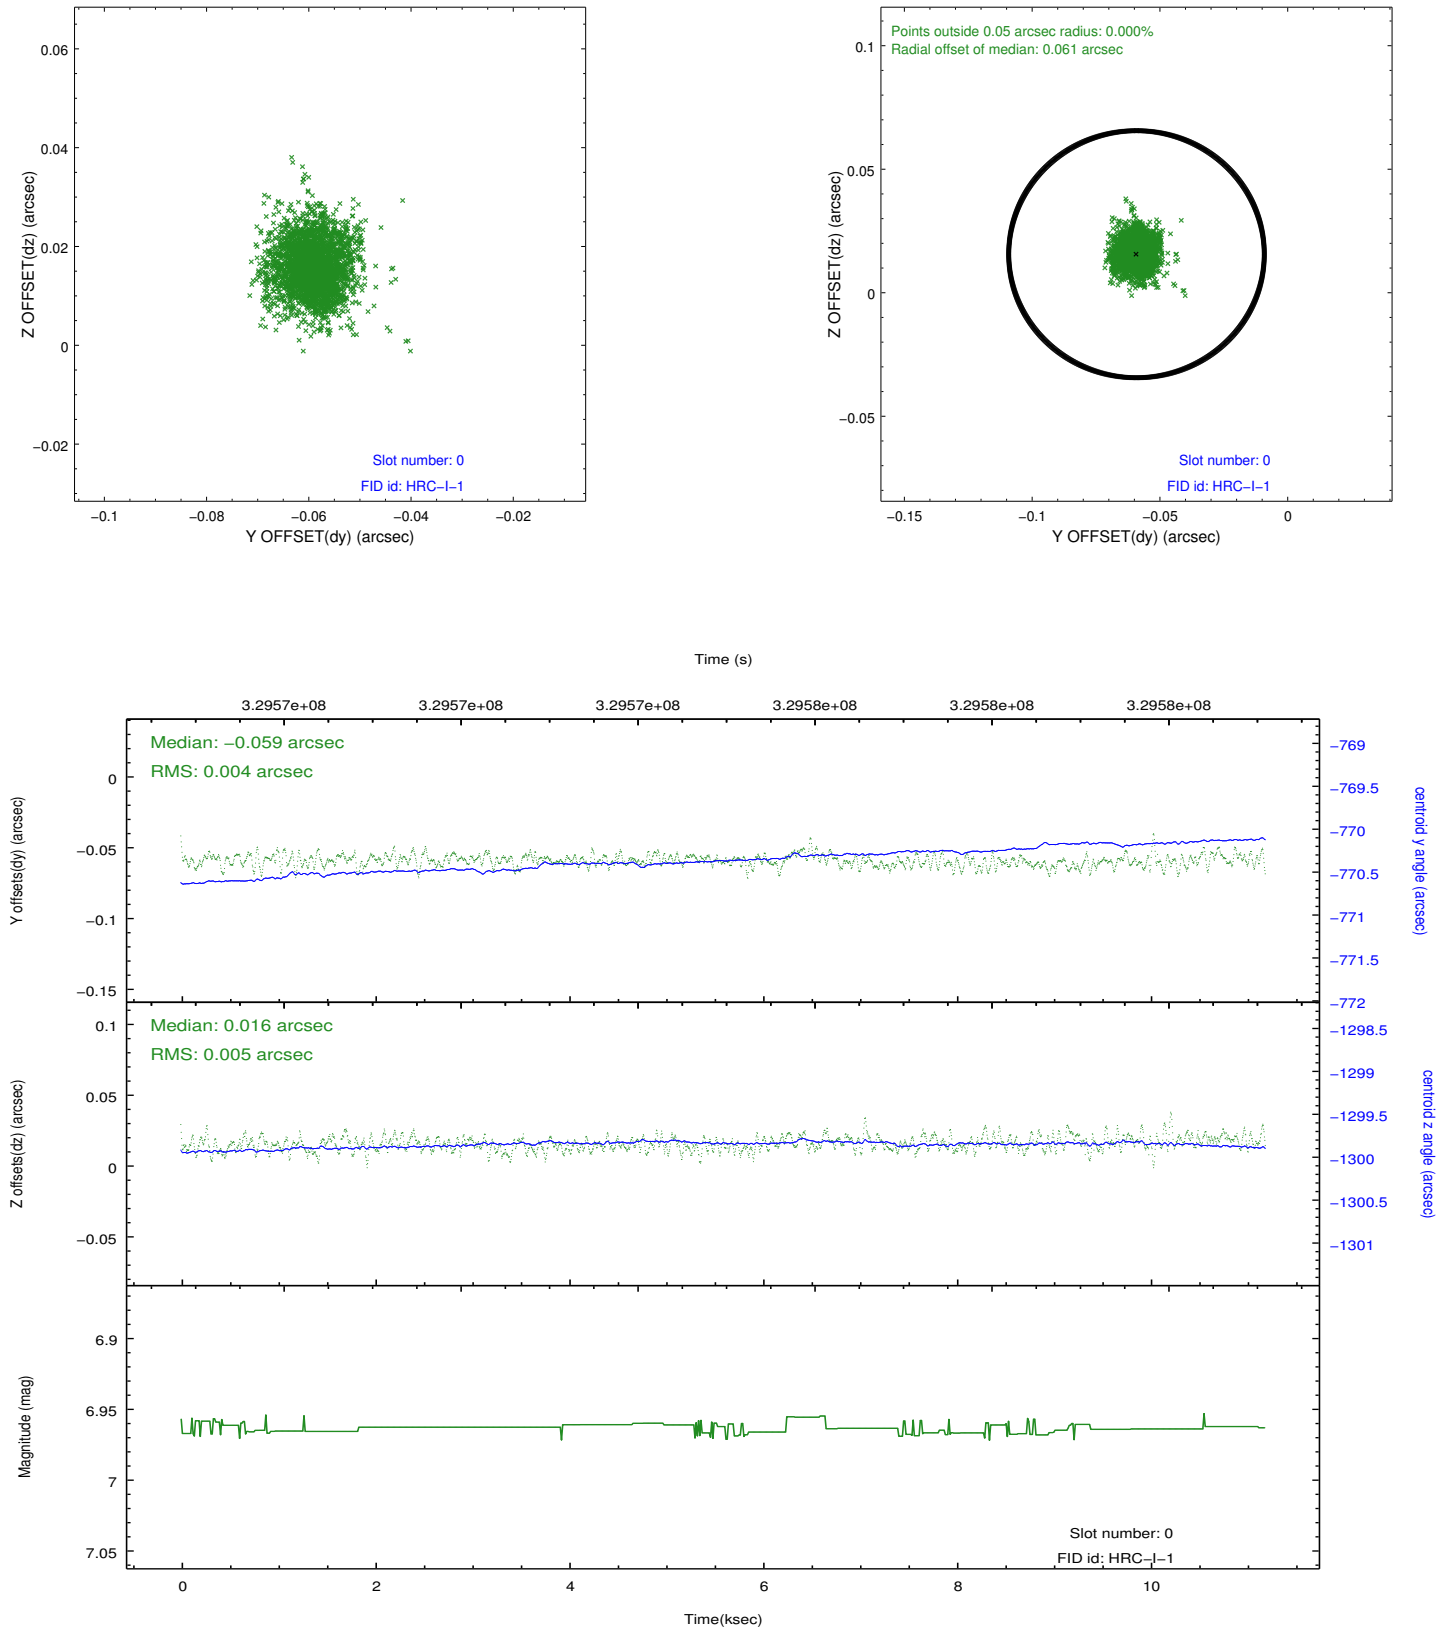 0.06
0.04
0.02
0
−0.02
Z OFFSET(dz) (arcsec)
Slot number: 0
FID id: HRC−I−1
−0.1
−0.08
−0.06
−0.04
−0.02
Y OFFSET(dy) (arcsec)
Points outside 0.05 arcsec radius: 0.000%
Radial offset of median: 0.061 arcsec
0.1
0.05
0
−0.05
Z OFFSET(dz) (arcsec)
Slot number: 0
FID id: HRC−I−1
−0.15
−0.1
−0.05
0
Y OFFSET(dy) (arcsec)
Time (s)
3.2957e+08
3.2957e+08
3.2957e+08
3.2958e+08
3.2958e+08
3.2958e+08
Median: −0.059 arcsec
RMS: 0.004 arcsec
0
−0.05
−0.1
−0.15
Y offsets(dy) (arcsec)
−769
−769.5
−770
−770.5
−771
−771.5
−772
centroid y angle (arcsec)
Median: 0.016 arcsec
RMS: 0.005 arcsec
0.1
0.05
0
−0.05
Z offsets(dz) (arcsec)
−1298.5
−1299
−1299.5
−1300
−1300.5
−1301
centroid z angle (arcsec)
6.9
6.95
7
7.05
Magnitude (mag)
Slot number: 0
FID id: HRC−I−1
0
2
4
6
8
10
Time(ksec)